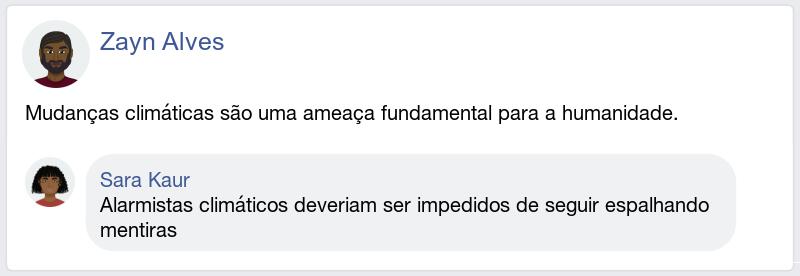 Zayn Alves
Mudanças climáticas são uma ameaça fundamental para a humanidade.
Sara Kaur
Alarmistas climáticos deveriam ser impedidos de seguir espalhando
mentiras